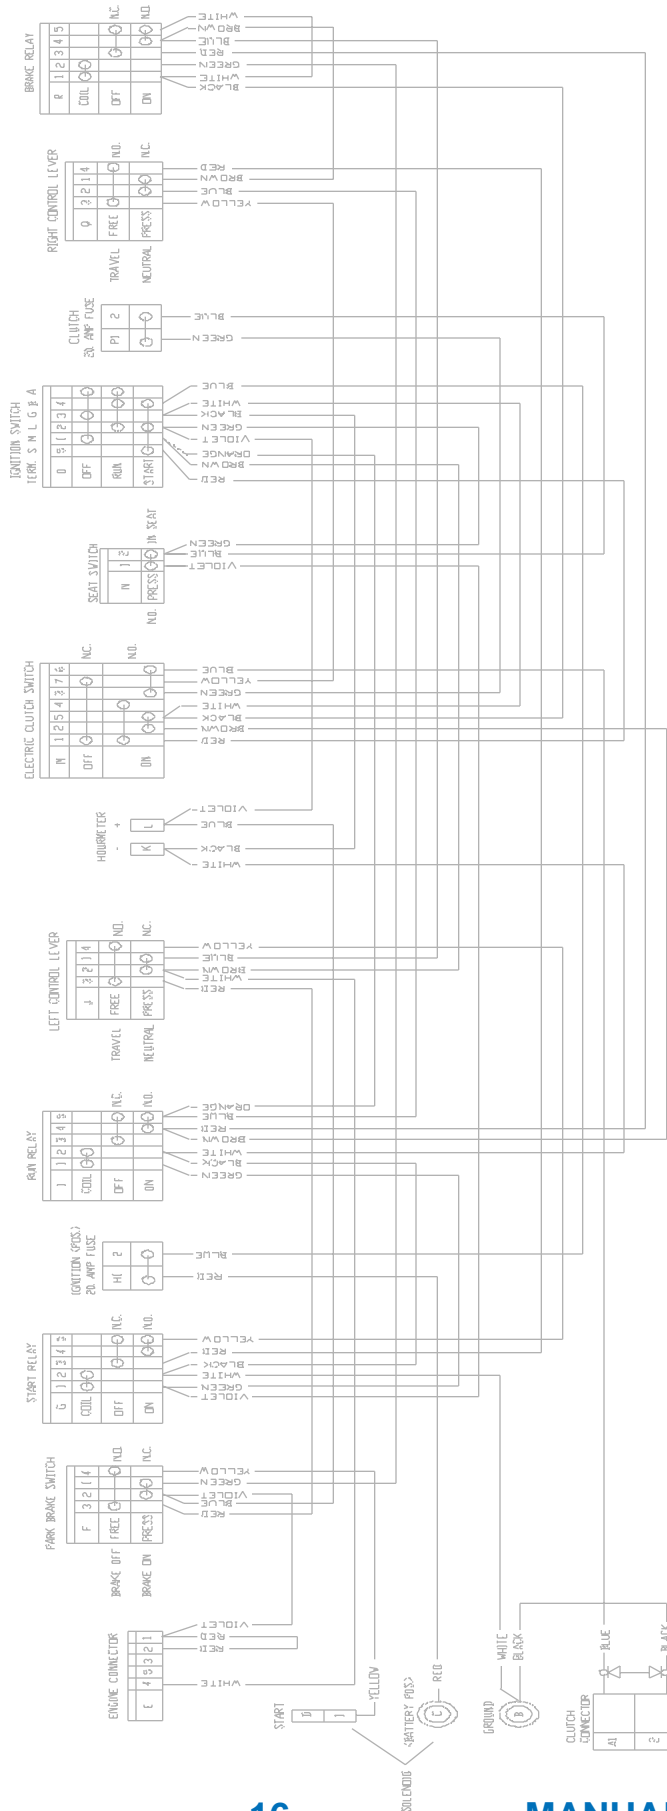 BRAKE RELAY
R 1 2 3 4 5
COIL
OFF N.C.
ON N.O.
WHITE
BROWN
BLUE
RED
GREEN
WHITE
BLACK
RIGHT CONTROL LEVER
Q 3 2 1 4
TRAVEL FREE N.O.
NEUTRAL PRESS N.C.
RED
BROWN
BLUE
YELLOW
CLUTCH
20 AMP FUSE
P1 2
BLUE
GREEN
IGNITION SWITCH
TERM. S M L G B A
OFF
RUN
START
BLUE
WHITE
BLACK
GREEN
VIOLET
ORANGE
BROWN
RED
SEAT SWITCH
N 1 2
N.O. PRESS IN SEAT
GREEN
BLUE
VIOLET
ELECTRIC CLUTCH SWITCH
M 1 2 5 4 3 7 6
OFF N.C.
ON N.O.
BLUE
YELLOW
GREEN
WHITE
BLACK
BROWN
RED
HOURMETER
- +
K L
VIOLET
BLUE
BLACK
WHITE
LEFT CONTROL LEVER
J 3 2 1 4
TRAVEL FREE N.O.
NEUTRAL PRESS N.C.
YELLOW
BLUE
BROWN
WHITE
RED
RUN RELAY
I 1 2 3 4 5
COIL
OFF N.C.
ON N.O.
ORANGE
BLUE
RED
BROWN
WHITE
BLACK
GREEN
IGNITION (POS.)
20 AMP FUSE
H1 2
BLUE
RED
START RELAY
G 1 2 3 4 5
COIL
OFF N.C.
ON N.O.
YELLOW
RED
BLACK
WHITE
GREEN
VIOLET
PARK BRAKE SWITCH
F 3 2 1 4
BRAKE OFF FREE N.O.
BRAKE ON PRESS N.C.
YELLOW
GREEN
VIOLET
BLUE
RED
ENGINE CONNECTOR
E 4 5 3 2 1
VIOLET
RED
RED
WHITE
START
D 1
YELLOW
(BATTERY POS.)
C
RED
SOLENOID
GROUND
B
WHITE
BLACK
CLUTCH
CONNECTOR
A1 2
BLUE
BLACK
16
MANUAL